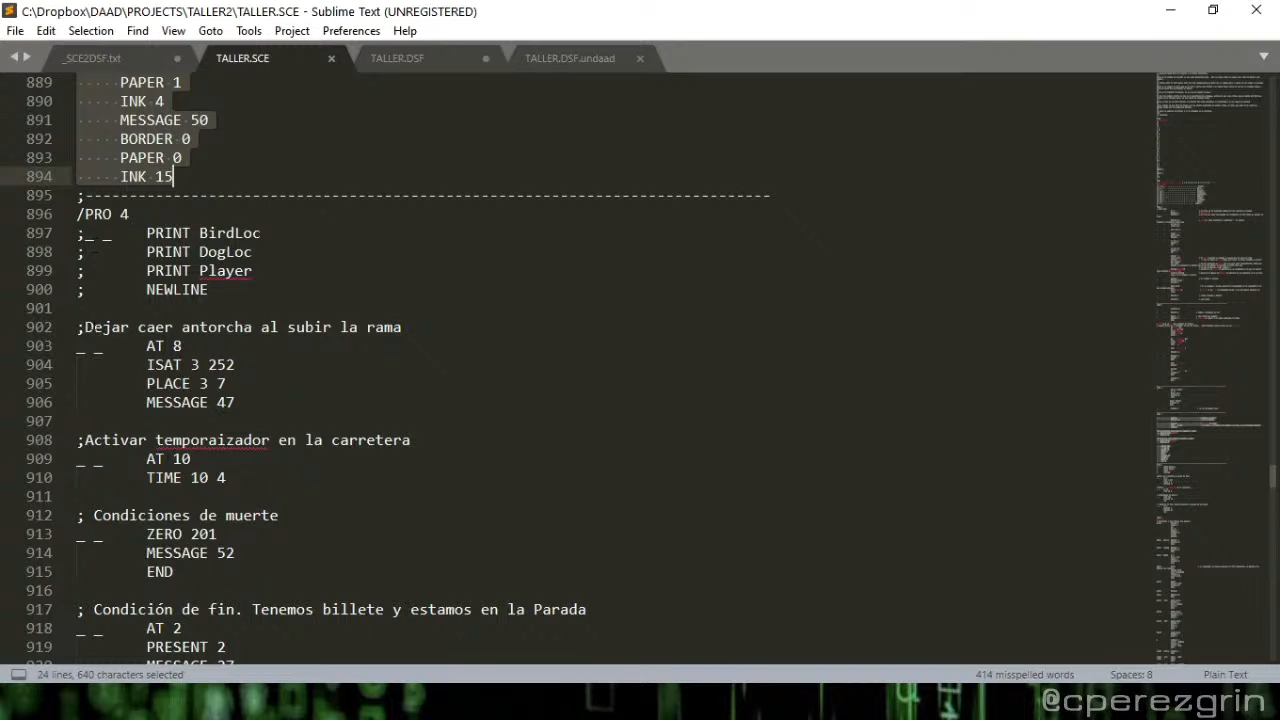 C:\Dropbox\DAAD\PROJECTS\TALLER2\TALLER.SCE - Sublime Text (UNREGISTERED)
File Edit Selection Find View Goto Tools Project Preferences Help
_SCE2DSF.txt TALLER.SCE TALLER.DSF TALLER.DSF.undaad
889 PAPER 1
890 INK 4
891 MESSAGE 50
892 BORDER 0
893 PAPER 0
894 INK 15
895 ;----------------------------------------------------------------------------
896 /PRO 4
897 ;_ _ PRINT BirdLoc
898 ; PRINT DogLoc
899 ; PRINT Player
900 ; NEWLINE
901
902 ;Dejar caer antorcha al subir la rama
903 _ _ AT 8
904 ISAT 3 252
905 PLACE 3 7
906 MESSAGE 47
907
908 ;Activar temporaizador en la carretera
909 _ _ AT 10
910 TIME 10 4
911
912 ; Condiciones de muerte
913 _ _ ZERO 201
914 MESSAGE 52
915 END
916
917 ; Condición de fin. Tenemos billete y estamos en la Parada
918 _ _ AT 2
919 PRESENT 2
920 MESSAGE 27
24 lines, 640 characters selected 414 misspelled words Spaces: 8 Plain Text
@cperezgrin